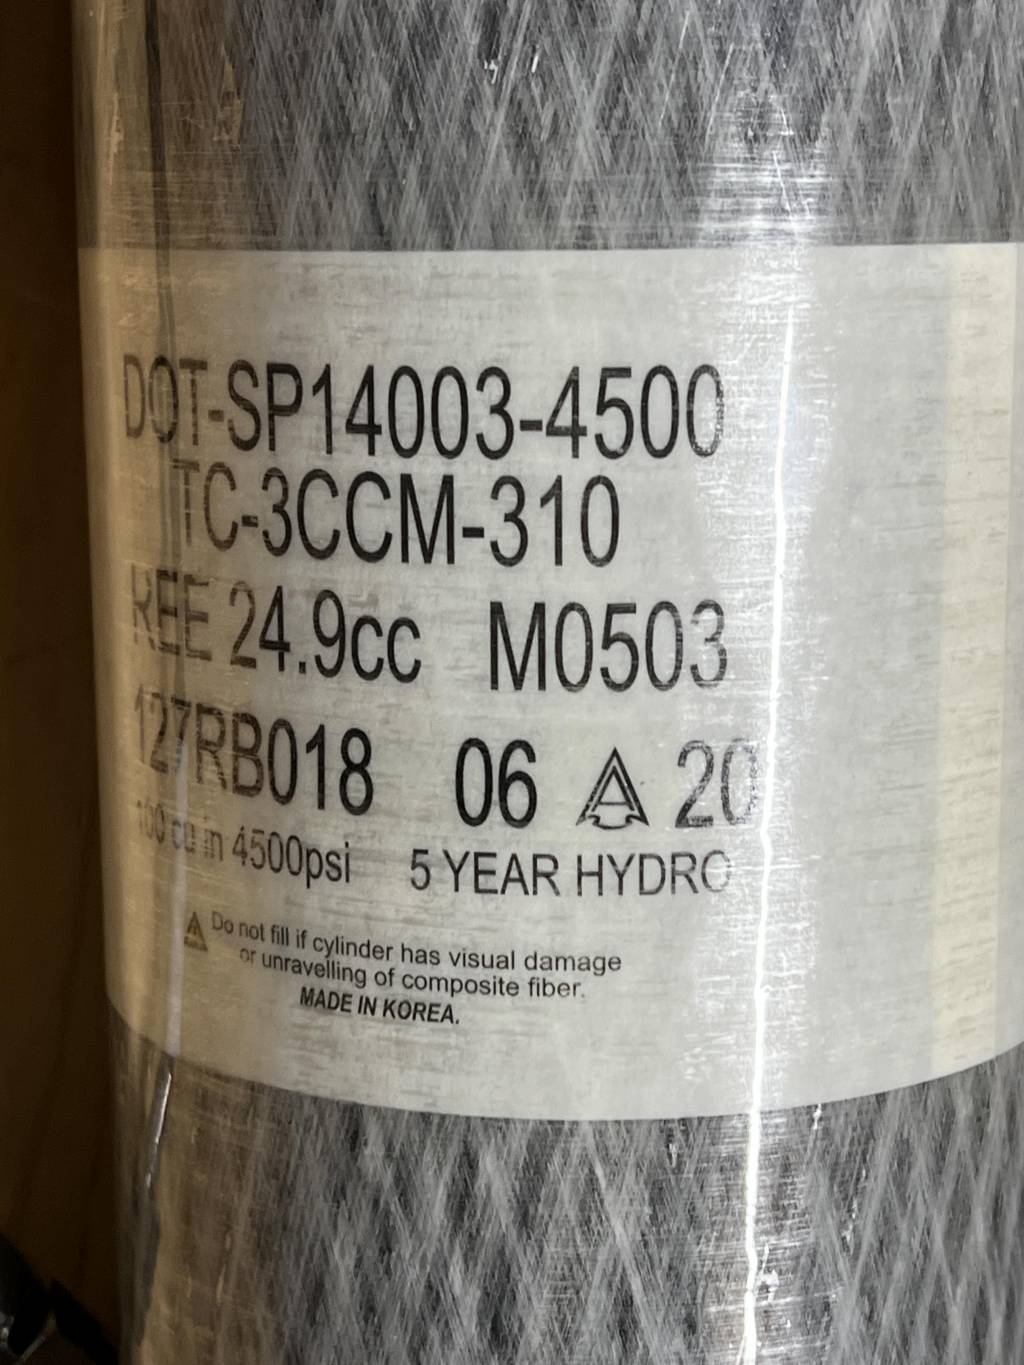 DOT-SP14003-4500
TC-3CCM-310
REE 24.9cc M0503
127RB018 06 A 20
100 cu in 4500psi 5 YEAR HYDRO
Do not fill if cylinder has visual damage
or unravelling of composite fiber.
MADE IN KOREA.